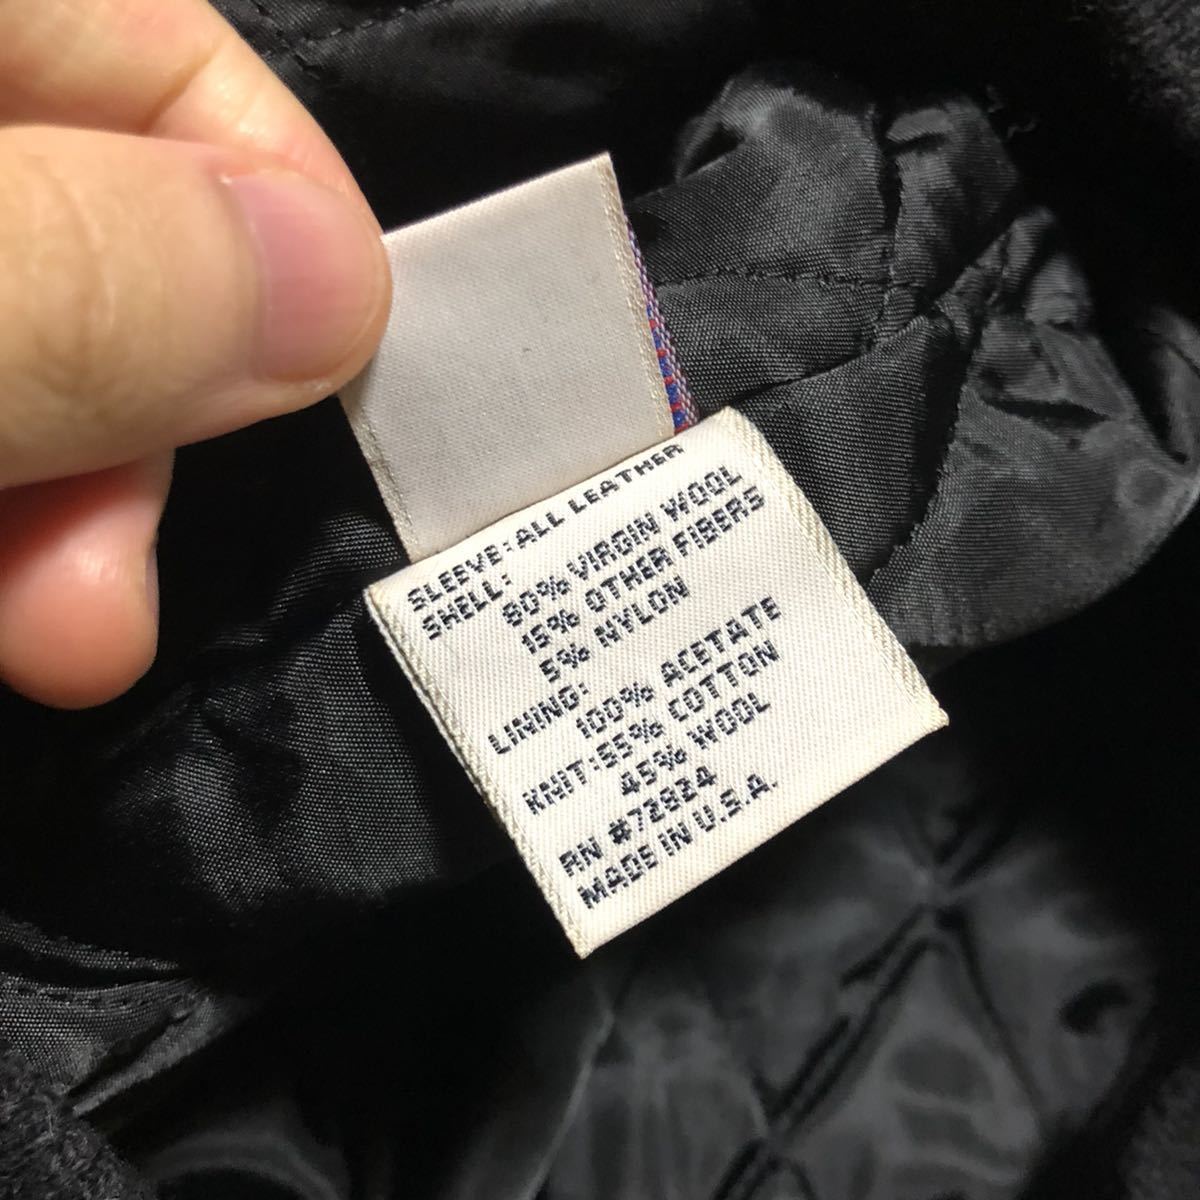 SLEEVE: ALL LEATHER
SHELL:
80% VIRGIN WOOL
15% OTHER FIBERS
5% NYLON
LINING:
100% ACETATE
KNIT: 55% COTTON
45% WOOL
RN #72924
MADE IN U.S.A.